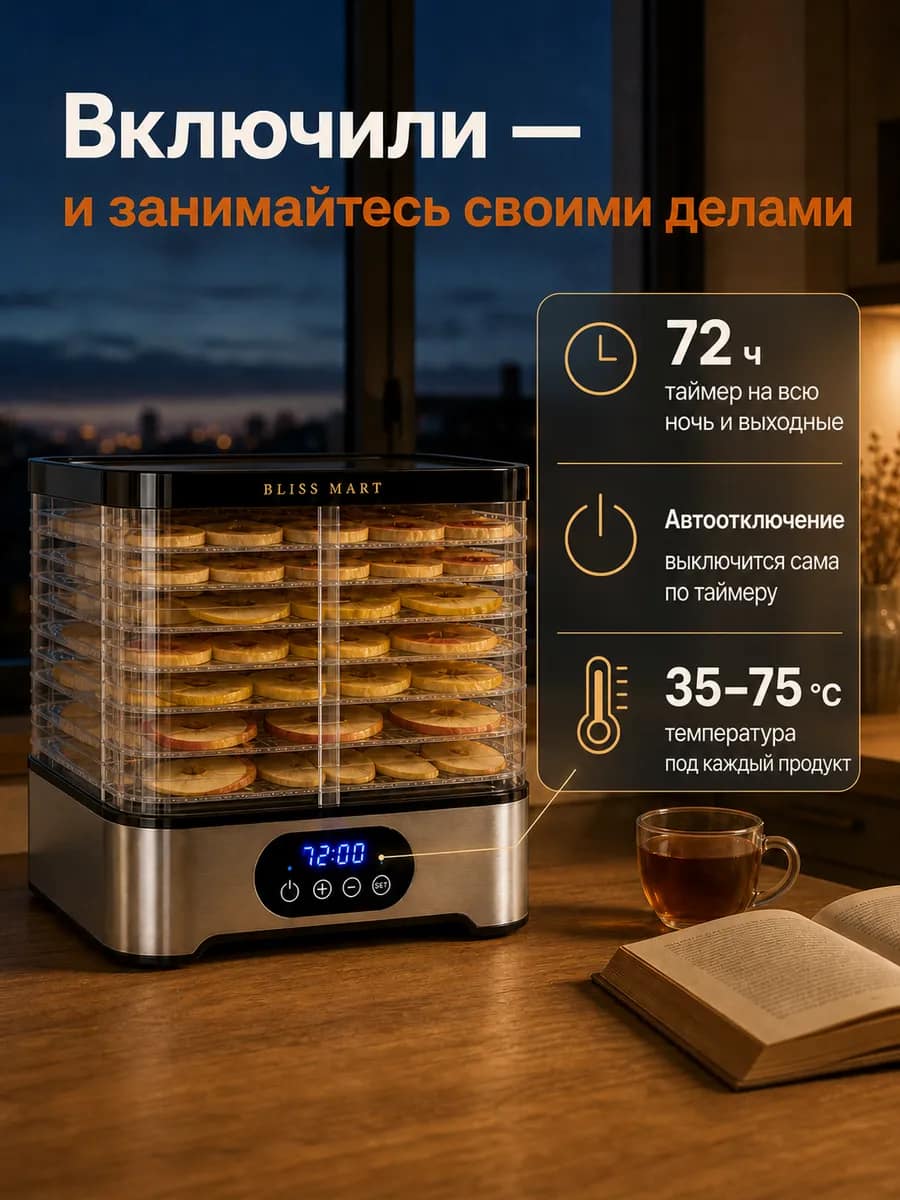 Включили —
и занимайтесь своими делами
72 ч
таймер на всю
ночь и выходные
Автоотключение
выключится сама
по таймеру
35–75 °C
температура
под каждый продукт
BLISS MART
72:00
SET